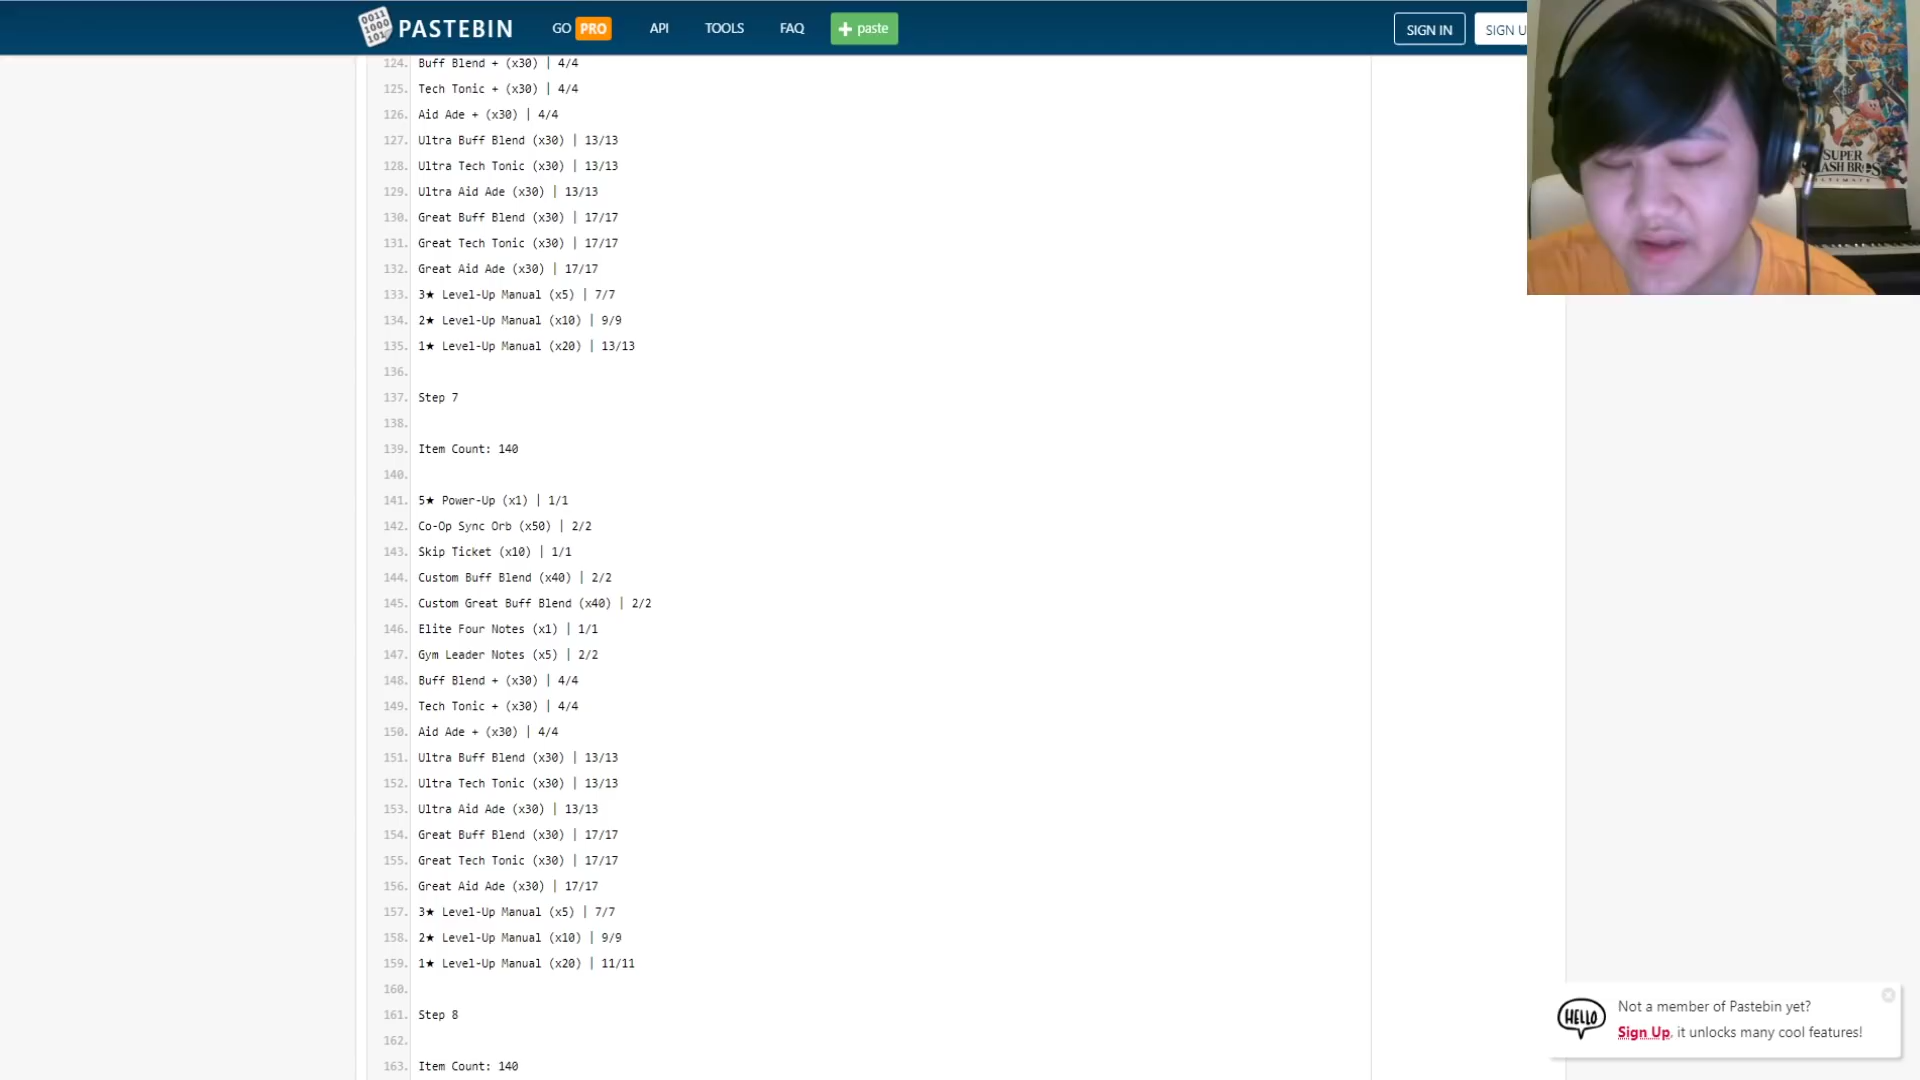 0011
1000
101
PASTEBIN
GO PRO
API
TOOLS
FAQ
+ paste
SIGN IN
SIGN U
124. Buff Blend + (x30) | 4/4
125. Tech Tonic + (x30) | 4/4
126. Aid Ade + (x30) | 4/4
127. Ultra Buff Blend (x30) | 13/13
128. Ultra Tech Tonic (x30) | 13/13
129. Ultra Aid Ade (x30) | 13/13
130. Great Buff Blend (x30) | 17/17
131. Great Tech Tonic (x30) | 17/17
132. Great Aid Ade (x30) | 17/17
133. 3★ Level-Up Manual (x5) | 7/7
134. 2★ Level-Up Manual (x10) | 9/9
135. 1★ Level-Up Manual (x20) | 13/13
136.
137. Step 7
138.
139. Item Count: 140
140.
141. 5★ Power-Up (x1) | 1/1
142. Co-Op Sync Orb (x50) | 2/2
143. Skip Ticket (x10) | 1/1
144. Custom Buff Blend (x40) | 2/2
145. Custom Great Buff Blend (x40) | 2/2
146. Elite Four Notes (x1) | 1/1
147. Gym Leader Notes (x5) | 2/2
148. Buff Blend + (x30) | 4/4
149. Tech Tonic + (x30) | 4/4
150. Aid Ade + (x30) | 4/4
151. Ultra Buff Blend (x30) | 13/13
152. Ultra Tech Tonic (x30) | 13/13
153. Ultra Aid Ade (x30) | 13/13
154. Great Buff Blend (x30) | 17/17
155. Great Tech Tonic (x30) | 17/17
156. Great Aid Ade (x30) | 17/17
157. 3★ Level-Up Manual (x5) | 7/7
158. 2★ Level-Up Manual (x10) | 9/9
159. 1★ Level-Up Manual (x20) | 11/11
160.
161. Step 8
162.
163. Item Count: 140
SUPER
SMASH BROS
ULTIMATE
HELLO
Not a member of Pastebin yet?
Sign Up, it unlocks many cool features!